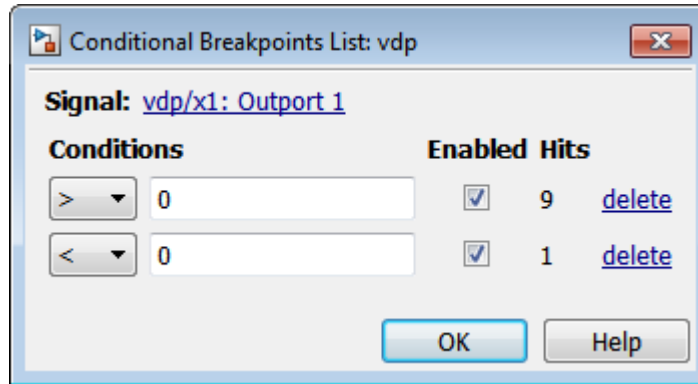 Conditional Breakpoints List: vdp
Signal: vdp/x1: Outport 1
Conditions Enabled Hits
> 0 9 delete
< 0 1 delete
OK Help